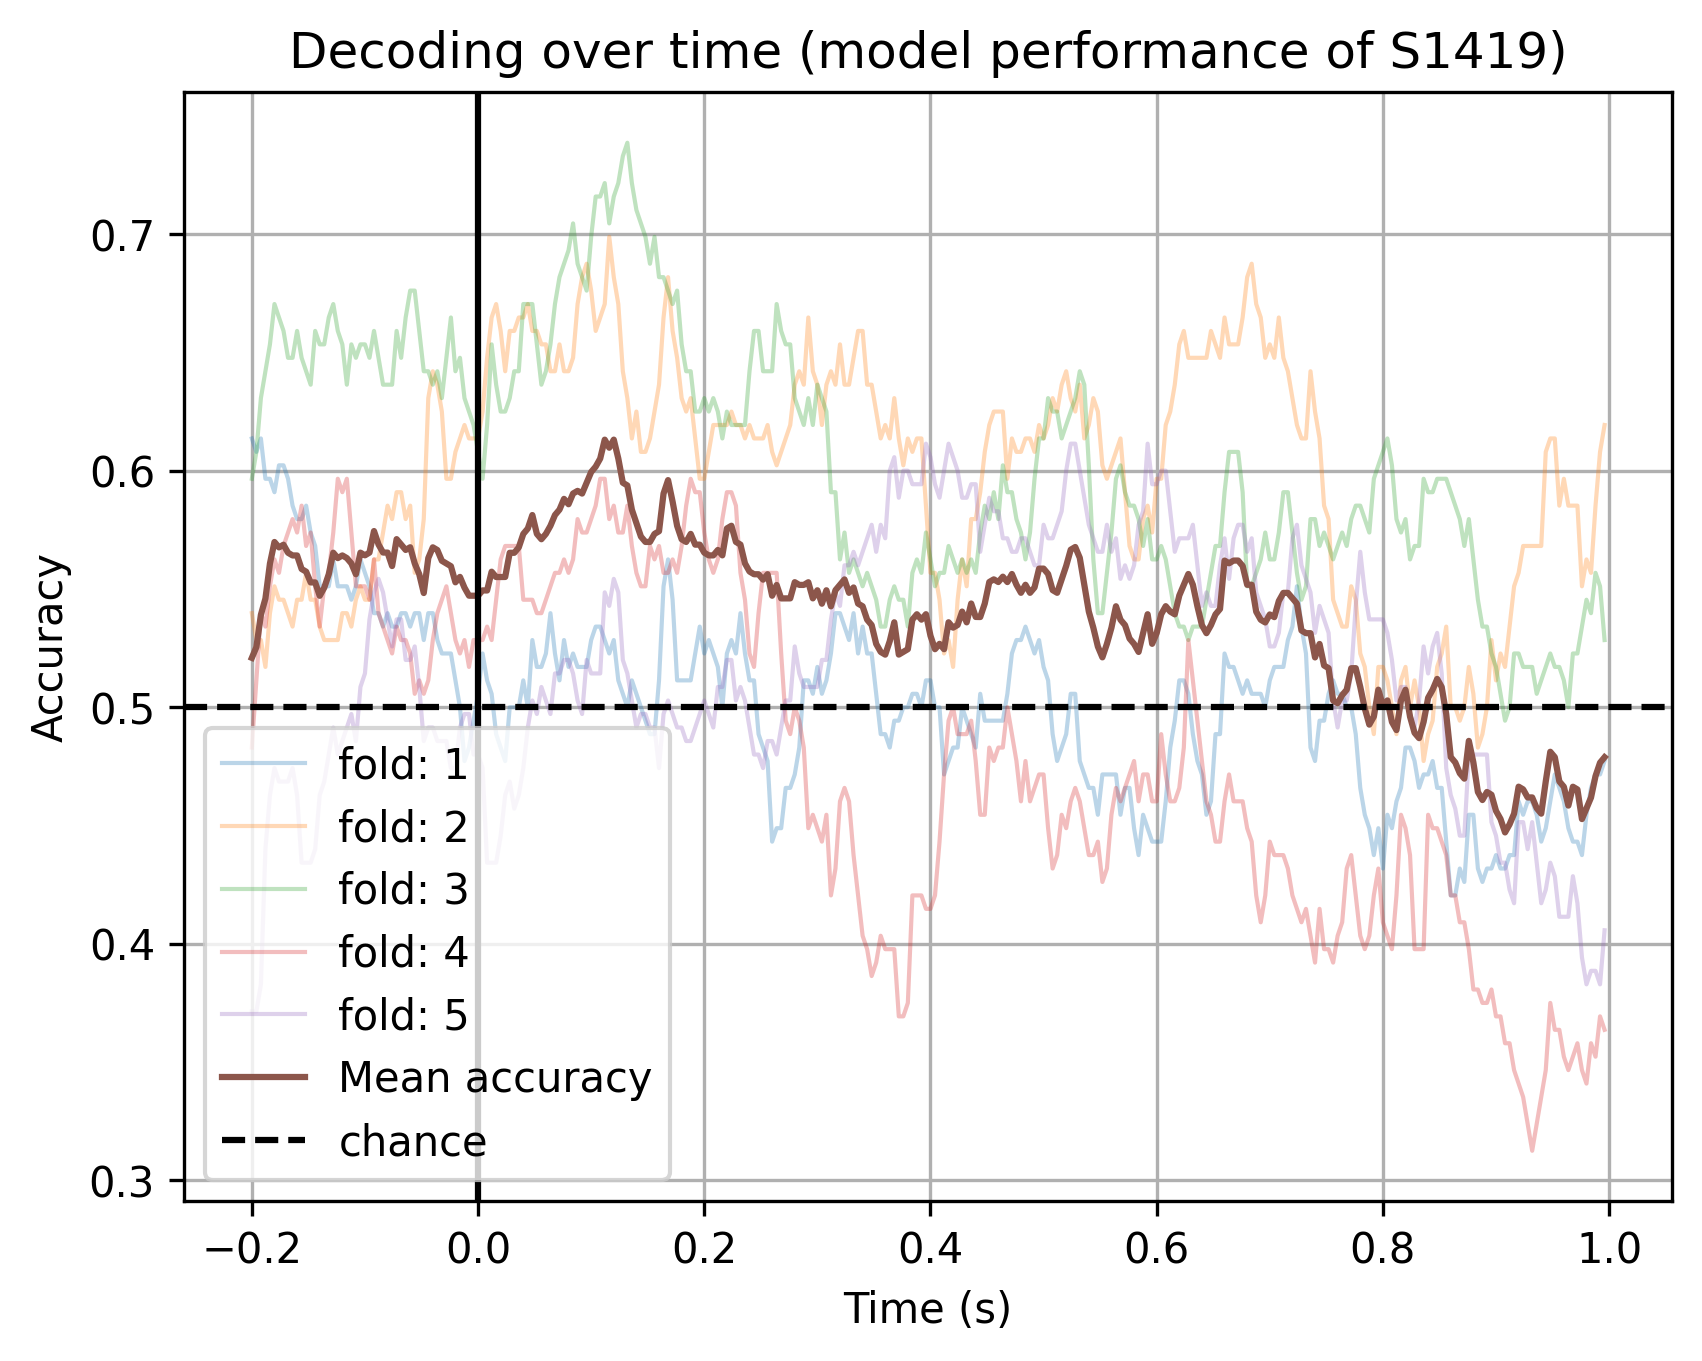 Decoding over time (model performance of S1419)
Accuracy
0.7
0.6
0.5
0.4
0.3
fold: 1
fold: 2
fold: 3
fold: 4
fold: 5
Mean accuracy
chance
−0.2 0.0 0.2 0.4 0.6 0.8 1.0
Time (s)